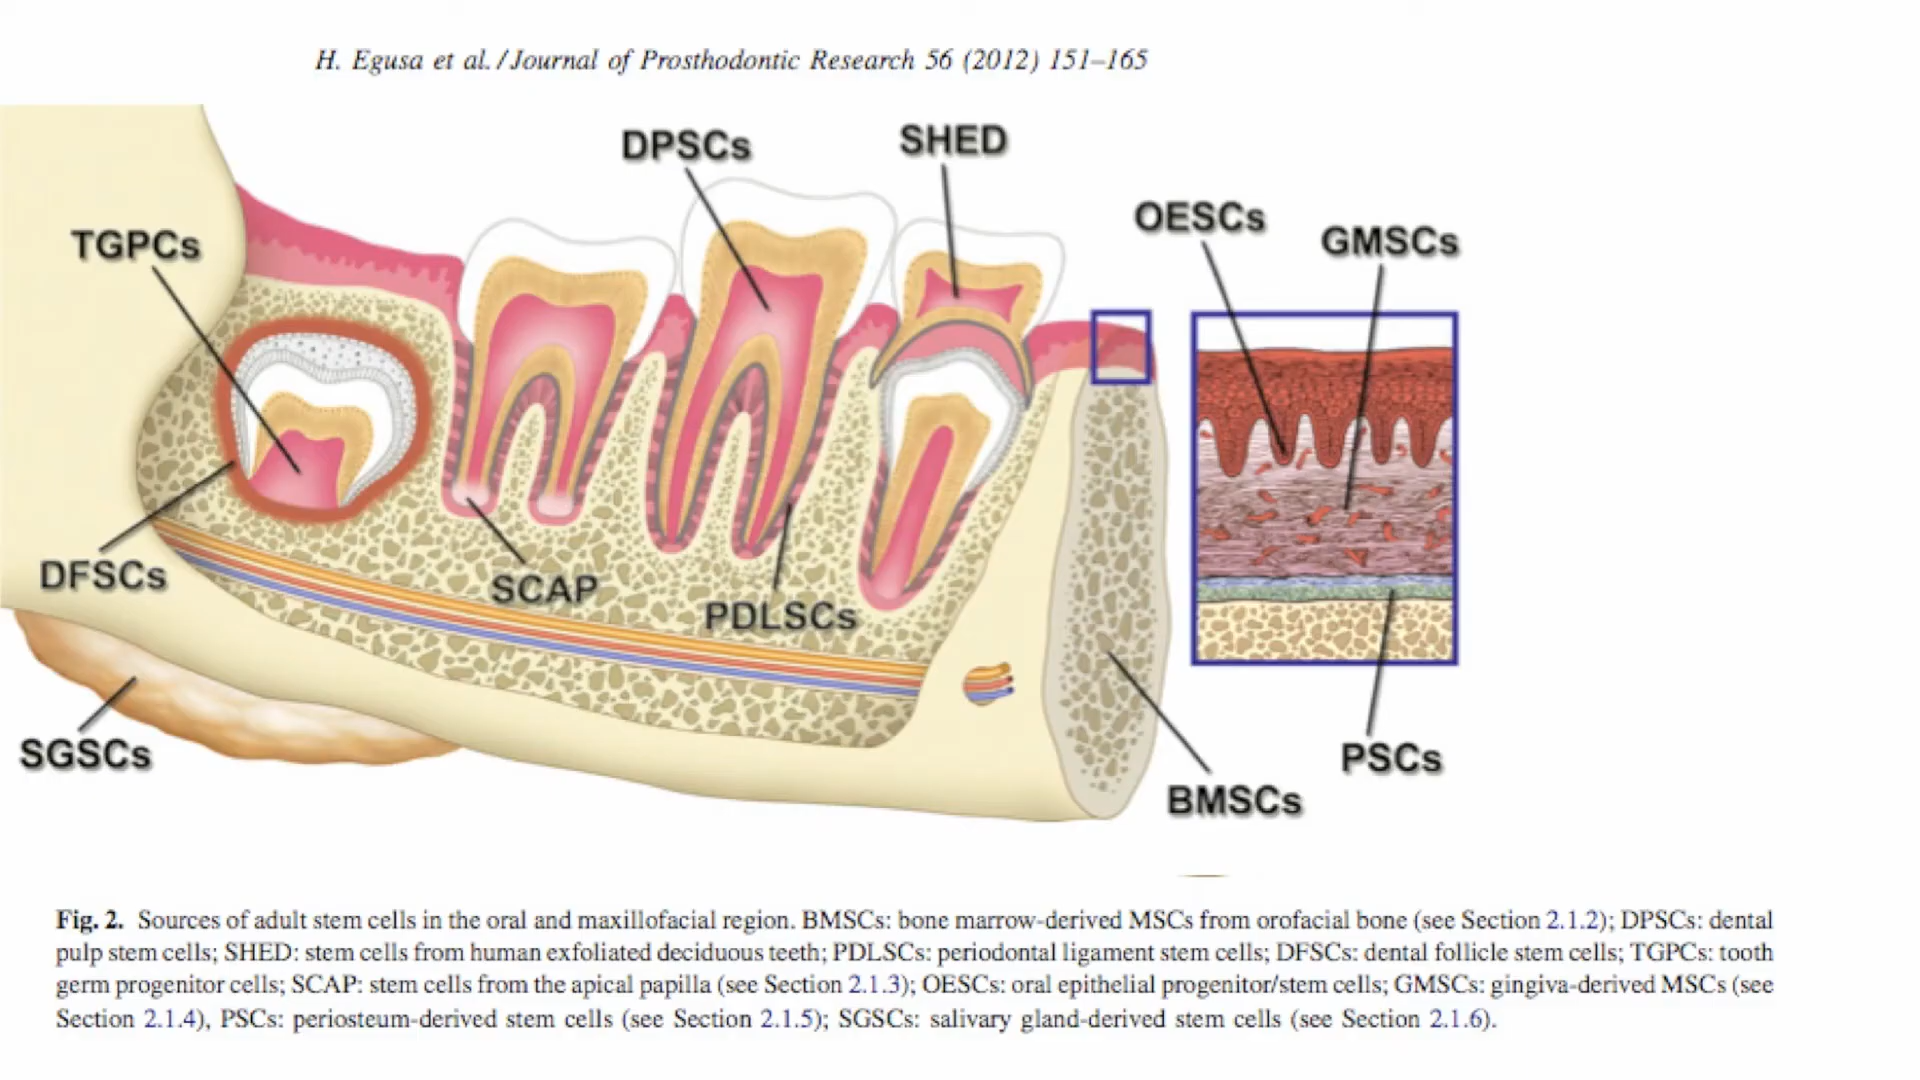 H. Egusa et al. / Journal of Prosthodontic Research 56 (2012) 151–165
DPSCs
SHED
OESCs
GMSCs
TGPCs
DFSCs
SCAP
PDLSCs
SGSCs
PSCs
BMSCs
Fig. 2. Sources of adult stem cells in the oral and maxillofacial region. BMSCs: bone marrow-derived MSCs from orofacial bone (see Section 2.1.2); DPSCs: dental
pulp stem cells; SHED: stem cells from human exfoliated deciduous teeth; PDLSCs: periodontal ligament stem cells; DFSCs: dental follicle stem cells; TGPCs: tooth
germ progenitor cells; SCAP: stem cells from the apical papilla (see Section 2.1.3); OESCs: oral epithelial progenitor/stem cells; GMSCs: gingiva-derived MSCs (see
Section 2.1.4), PSCs: periosteum-derived stem cells (see Section 2.1.5); SGSCs: salivary gland-derived stem cells (see Section 2.1.6).